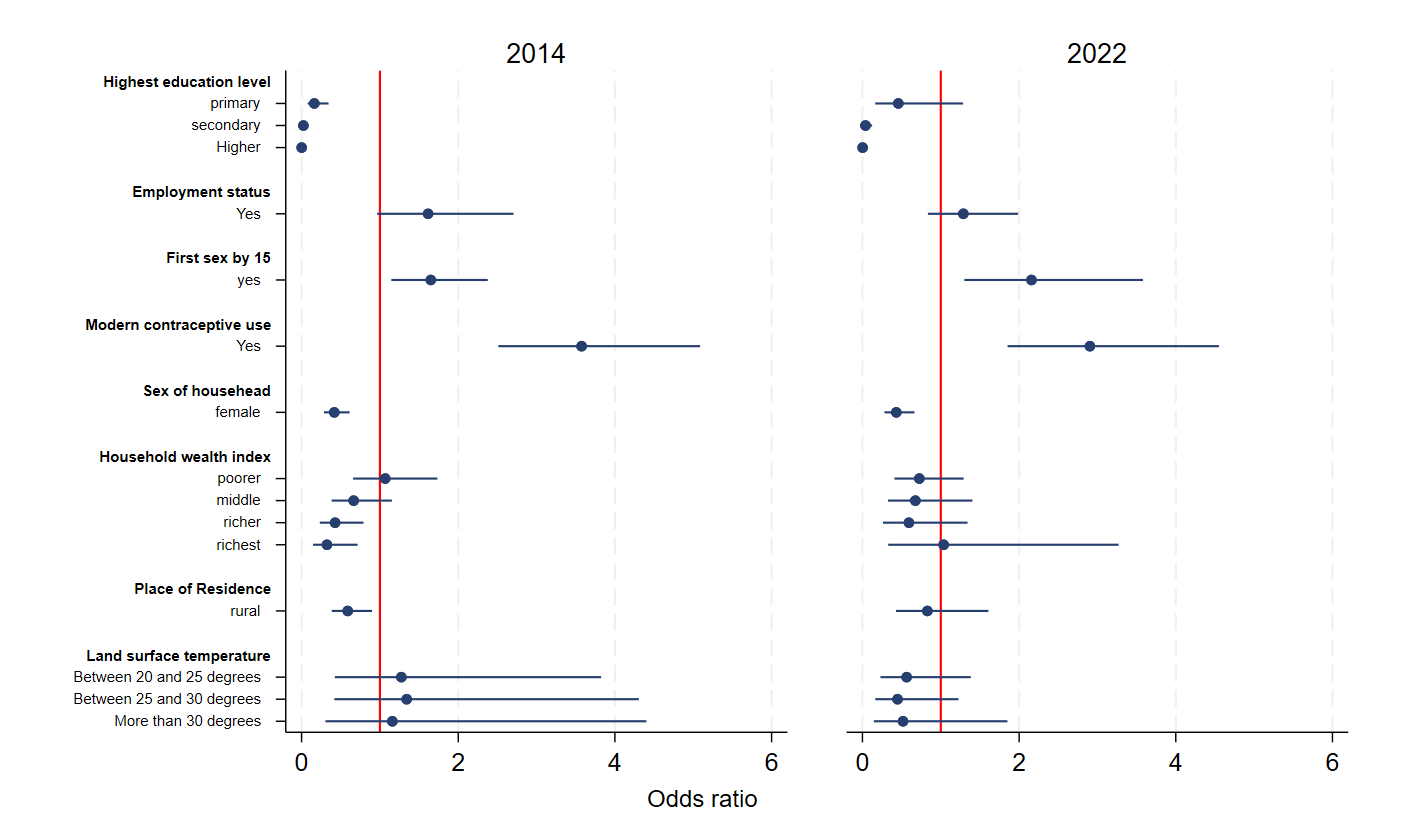 2014 2022
Highest education level
primary
secondary
Higher
Employment status
Yes
First sex by 15
yes
Modern contraceptive use
Yes
Sex of househead
female
Household wealth index
poorer
middle
richer
richest
Place of Residence
rural
Land surface temperature
Between 20 and 25 degrees
Between 25 and 30 degrees
More than 30 degrees
0 2 4 6 0 2 4 6
Odds ratio